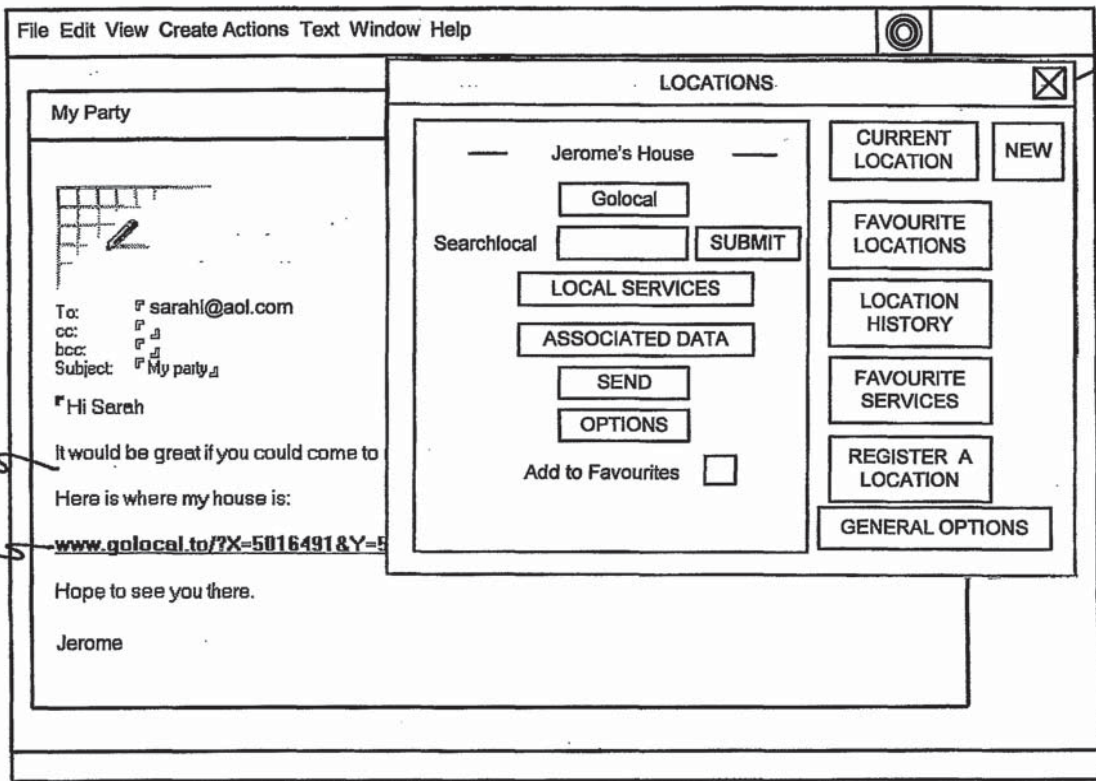 File Edit View Create Actions Text Window Help
My Party
To: sarahl@aol.com
cc:
bcc:
Subject: My party
Hi Sarah
It would be great if you could come to
Here is where my house is:
www.golocal.to/?X=5016491&Y=5
Hope to see you there.
Jerome
LOCATIONS
Jerome's House
Golocal
Searchlocal SUBMIT
LOCAL SERVICES
ASSOCIATED DATA
SEND
OPTIONS
Add to Favourites
CURRENT
LOCATION
NEW
FAVOURITE
LOCATIONS
LOCATION
HISTORY
FAVOURITE
SERVICES
REGISTER A
LOCATION
GENERAL OPTIONS